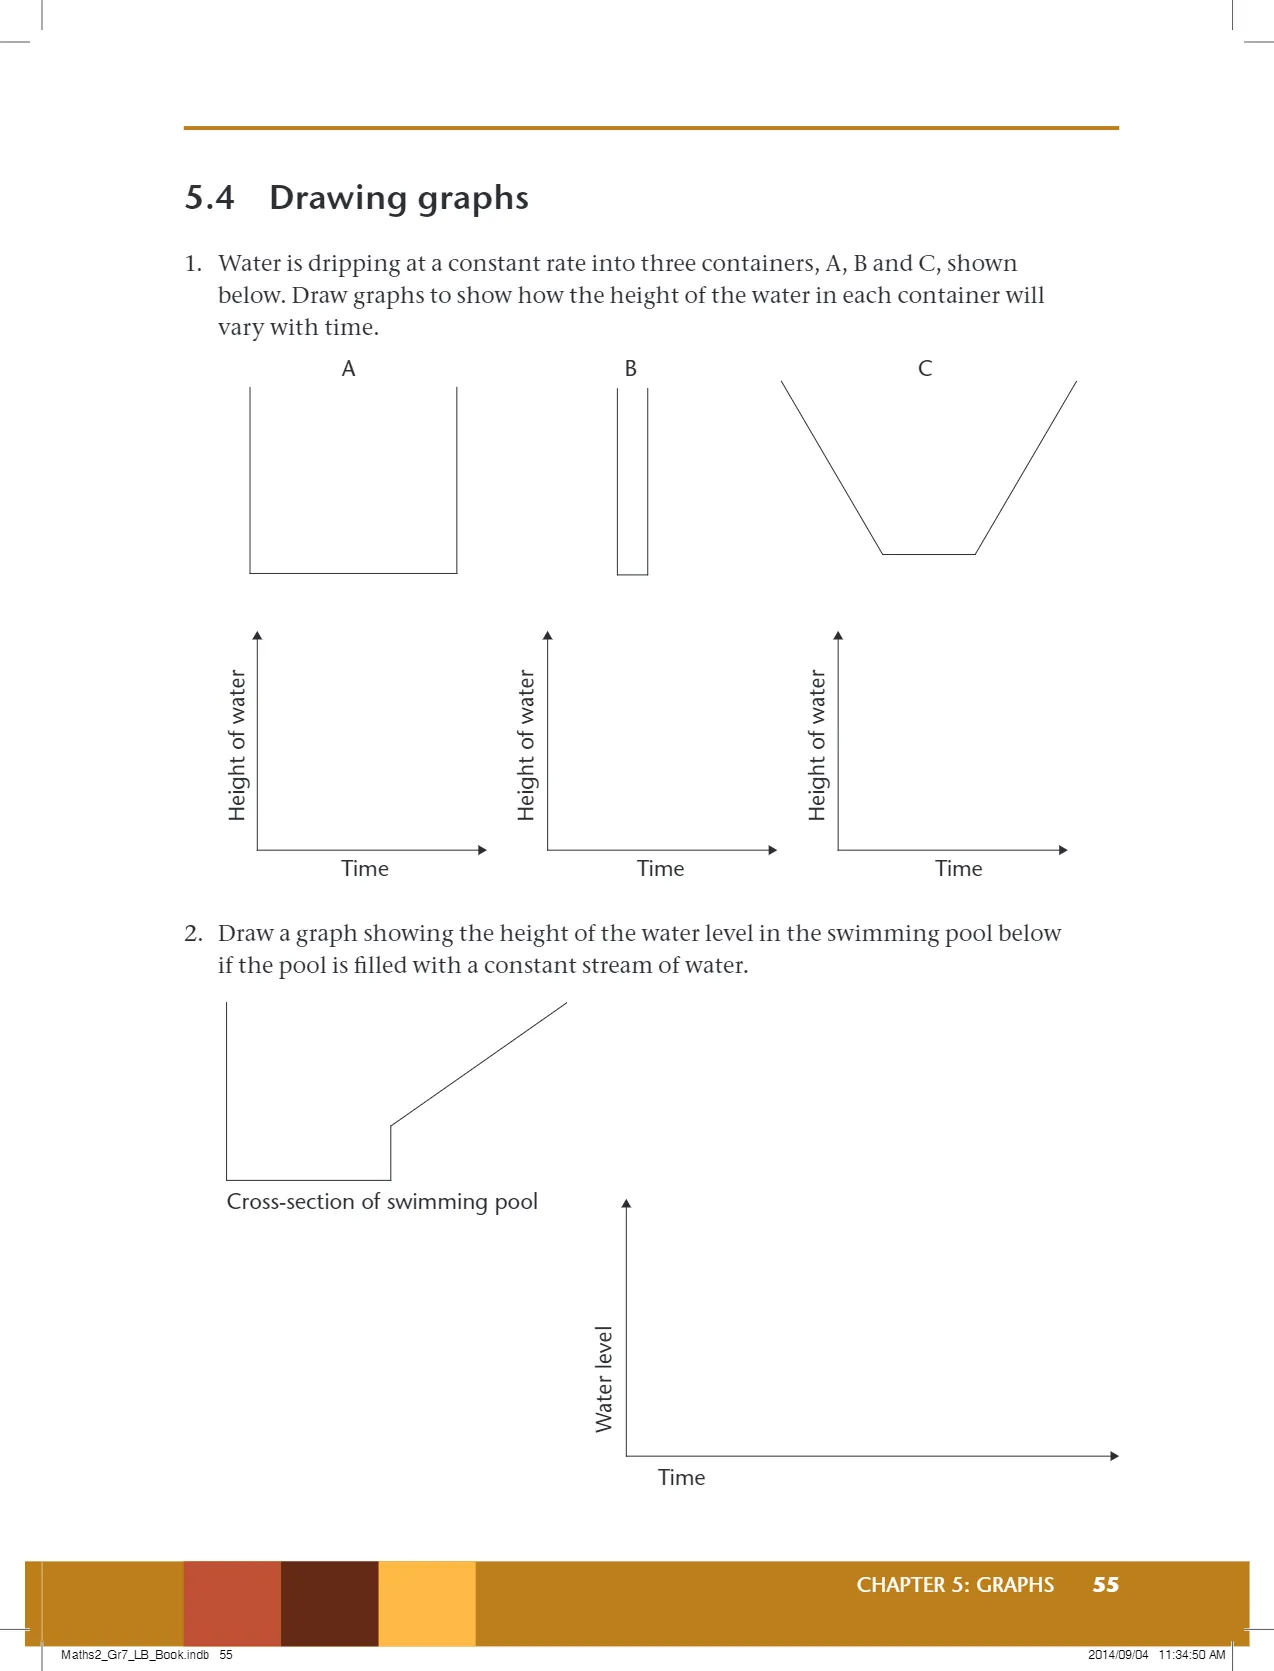 5.4 Drawing graphs
1. Water is dripping at a constant rate into three containers, A, B and C, shown
below. Draw graphs to show how the height of the water in each container will
vary with time.
A B C
Height of water
Height of water
Height of water
Time Time Time
2. Draw a graph showing the height of the water level in the swimming pool below
if the pool is filled with a constant stream of water.
Cross-section of swimming pool
Water level
Time
CHAPTER 5: GRAPHS 55
Maths2_Gr7_LB_Book.indb 55 2014/09/04 11:34:50 AM